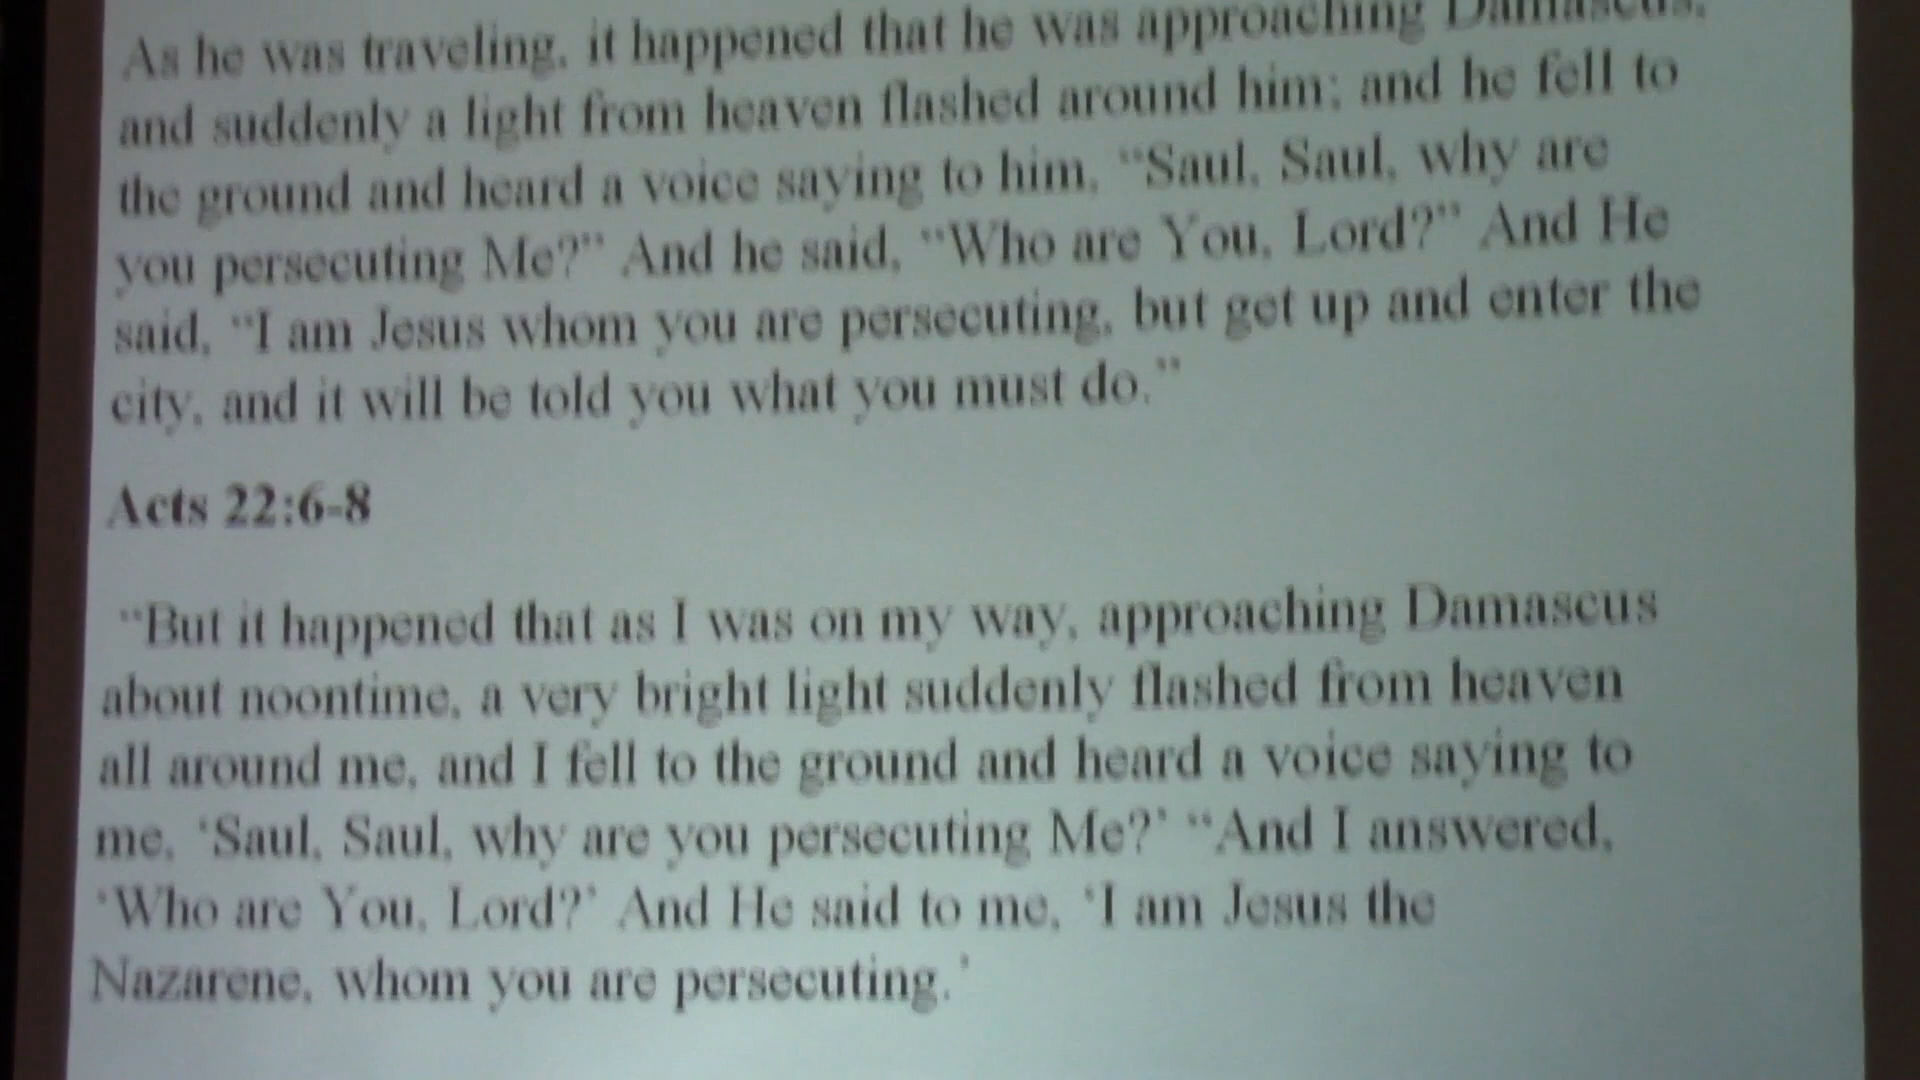 As he was traveling, it happened that he was approaching Damascus,
and suddenly a light from heaven flashed around him; and he fell to
the ground and heard a voice saying to him, “Saul, Saul, why are
you persecuting Me?” And he said, “Who are You, Lord?” And He
said, “I am Jesus whom you are persecuting, but get up and enter the
city, and it will be told you what you must do.”
Acts 22:6-8
“But it happened that as I was on my way, approaching Damascus
about noontime, a very bright light suddenly flashed from heaven
all around me, and I fell to the ground and heard a voice saying to
me, ‘Saul, Saul, why are you persecuting Me?’ “And I answered,
‘Who are You, Lord?’ And He said to me, ‘I am Jesus the
Nazarene, whom you are persecuting.’